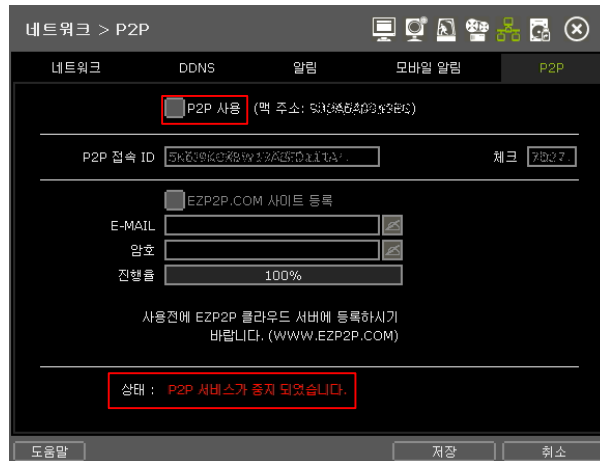 네트워크 > P2P
네트워크 DDNS 알림 모바일 알림 P2P
P2P 사용 (맥 주소:
P2P 접속 ID 체크
EZP2P.COM 사이트 등록
E-MAIL
암호
진행율 100%
사용전에 EZP2P 클라우드 서버에 등록하시기
바랍니다. (WWW.EZP2P.COM)
상태 : P2P 서비스가 중지 되었습니다.
도움말 저장 취소